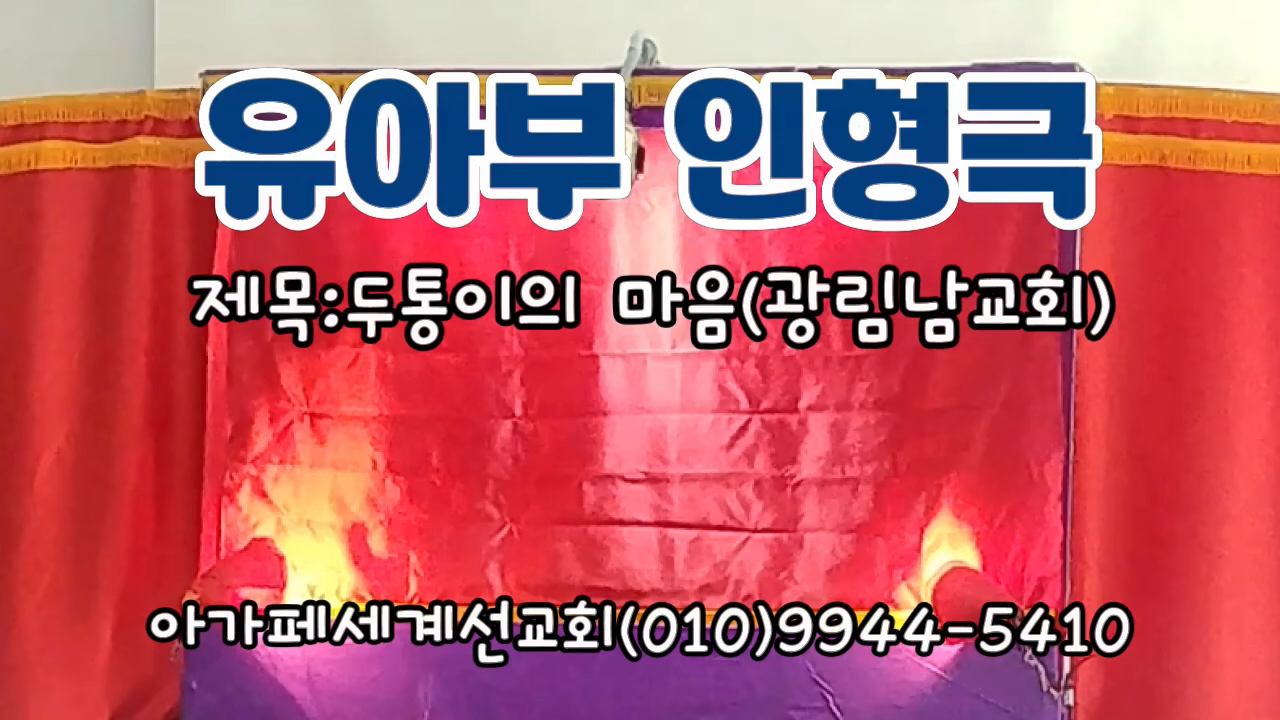 유아부 인형극
제목:두통이의 마음(광림남교회)
아가페세계선교회(010)9944-5410